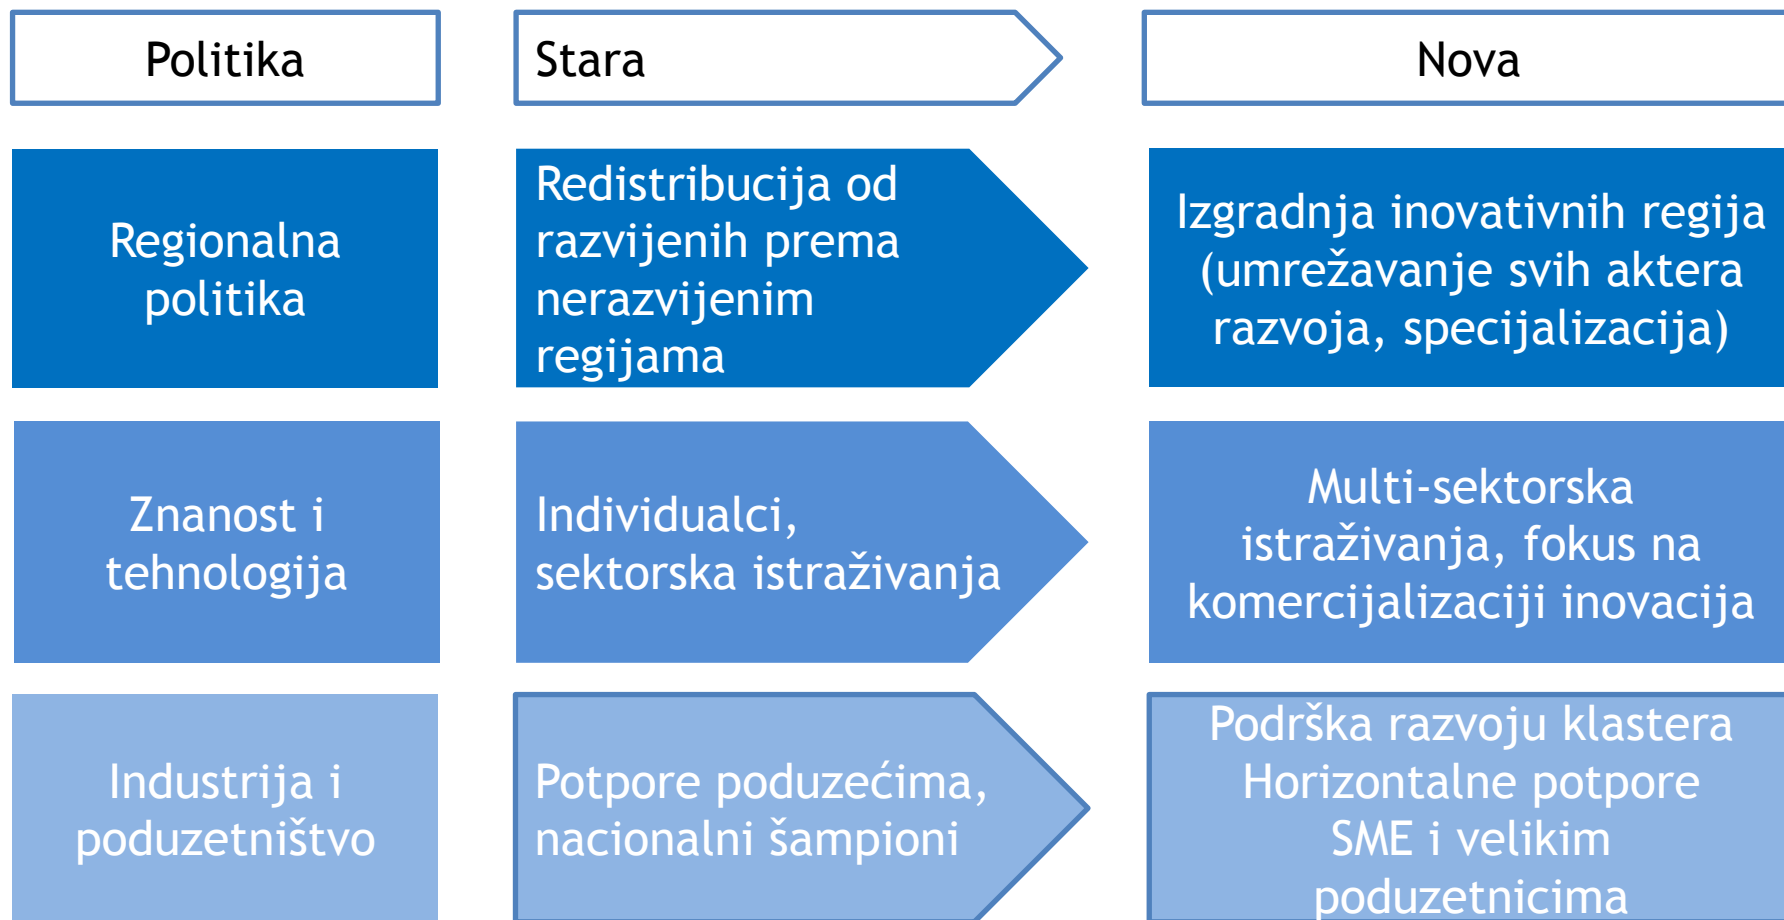 Politika
Stara
Nova
Regionalna
politika
Redistribucija od
razvijenih prema
nerazvijenim
regijama
Izgradnja inovativnih regija
(umrežavanje svih aktera
razvoja, specijalizacija)
Znanost i
tehnologija
Individualci,
sektorska istraživanja
Multi-sektorska
istraživanja, fokus na
komercijalizaciji inovacija
Industrija i
poduzetništvo
Potpore poduzećima,
nacionalni šampioni
Podrška razvoju klastera
Horizontalne potpore
SME i velikim
poduzetnicima